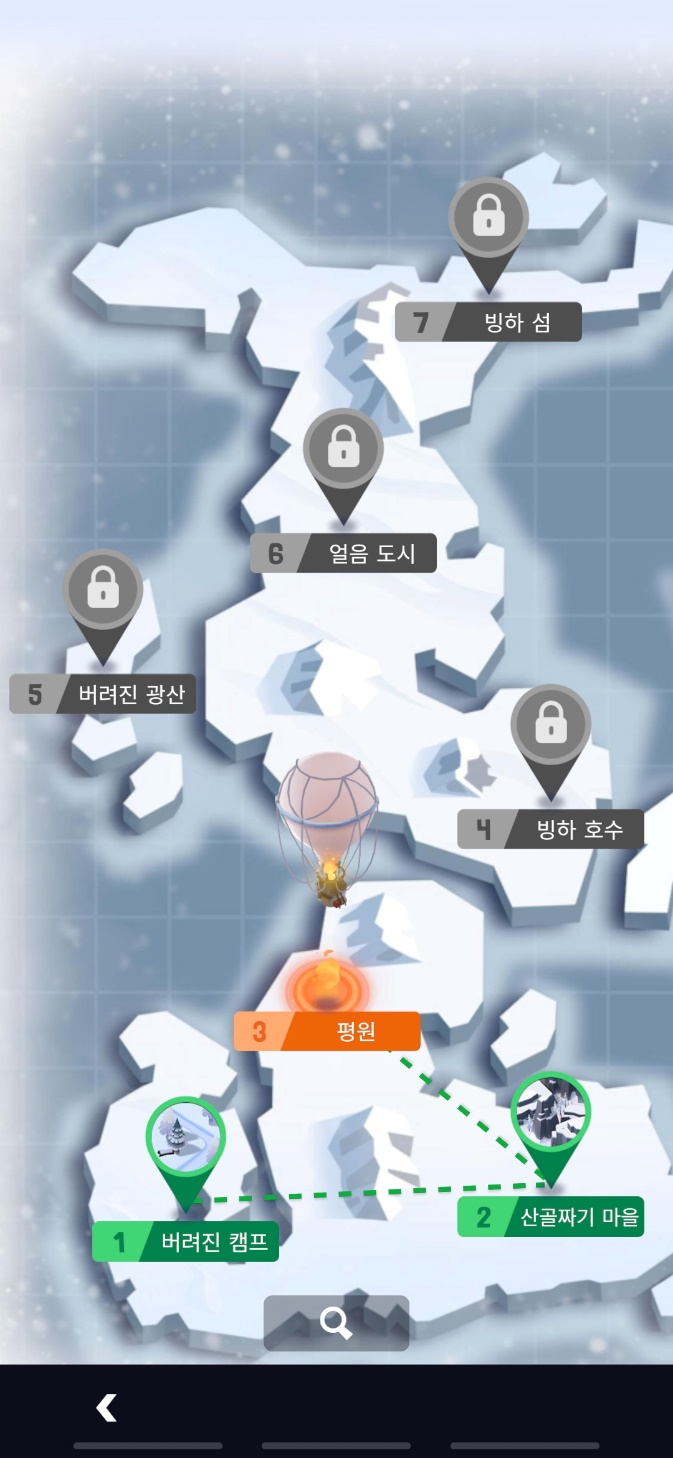 7 빙하 섬
6 얼음 도시
5 버려진 광산
4 빙하 호수
3 평원
2 산골짜기 마을
1 버려진 캠프